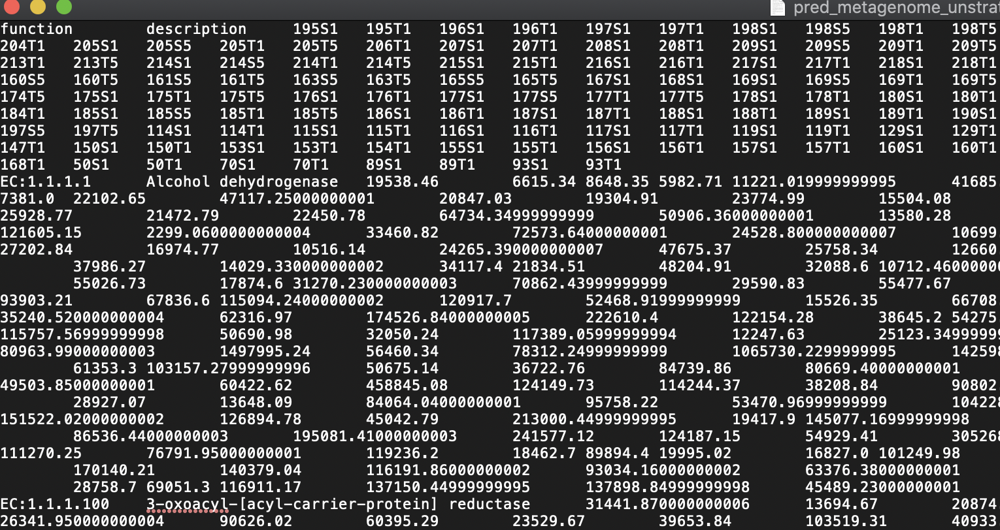 pred_metagenome_unstrat
function description 195S1 195T1 196S1 196T1 197S1 197T1 198S1 198S5 198T1 198T5
204T1 205S1 205S5 205T1 205T5 206T1 207S1 207T1 208S1 208T1 209S1 209S5 209T1 209T5
213T1 213T5 214S1 214S5 214T1 214T5 215S1 215T1 216S1 216T1 217S1 217T1 218S1 218T1
160S5 160T5 161S5 161T5 163S5 163T5 165S5 165T5 167S1 168S1 169S1 169S5 169T1 169T5
174T5 175S1 175T1 175T5 176S1 176T1 177S1 177S5 177T1 177T5 178S1 178T1 180S1 180T1
184T1 185S1 185S5 185T1 185T5 186S1 186T1 187S1 187T1 188S1 188T1 189S1 189T1 190S1
197S5 197T5 114S1 114T1 115S1 115T1 116S1 116T1 117S1 117T1 119S1 119T1 129S1 129T1
147T1 150S1 150T1 153S1 153T1 154T1 155S1 155T1 156S1 156T1 157S1 157T1 160S1 160T1
168T1 50S1 50T1 70S1 70T1 89S1 89T1 93S1 93T1
EC:1.1.1.1 Alcohol dehydrogenase 19538.46 6615.34 8648.35 5982.71 11221.019999999995 41685
7381.0 22102.65 47117.25000000001 20847.03 19304.91 23774.99 15504.08
25928.77 21472.79 22450.78 64734.34999999999 50906.36000000001 13580.28
121605.15 2299.0600000000004 33460.82 72573.64000000001 24528.800000000007 10699
27202.84 16974.77 10516.14 24265.390000000007 47675.37 25758.34 12660
37986.27 14029.330000000002 34117.4 21834.51 48204.91 32088.6 10712.4600000
55026.73 17874.6 31270.230000000003 70862.43999999999 29590.83 55477.67
93903.21 67836.6 115094.24000000002 120917.7 52468.91999999999 15526.35 66708
35240.520000000004 62316.97 174526.84000000005 222610.4 122154.28 38645.2 54275
115757.56999999998 50690.98 32050.24 117389.05999999994 12247.63 25123.3499999
80963.99000000003 1497995.24 56460.34 78312.24999999999 1065730.2299999995 142598
61353.3 103157.27999999996 50675.14 36722.76 84739.86 80669.40000000001
49503.85000000001 60422.62 458845.08 124149.73 114244.37 38208.84 90802
28927.07 13648.09 84064.04000000001 95758.22 53470.96999999999 104228
151522.02000000002 126894.78 45042.79 213000.44999999995 19417.9 145077.16999999998
86536.44000000003 195081.41000000003 241577.12 124187.15 54929.41 305268
111270.25 76791.95000000001 119236.2 18462.7 89894.4 19995.02 16827.0 101249.98
170140.21 140379.04 116191.86000000002 93034.16000000002 63376.38000000001
28758.7 69051.3 116911.17 137150.44999999995 137898.84999999998 45489.23000000001
EC:1.1.1.100 3-oxoacyl-[acyl-carrier-protein] reductase 31441.870000000006 13694.67 20874
26341.950000000004 90626.02 60395.29 23529.67 39653.84 103519.31 40933